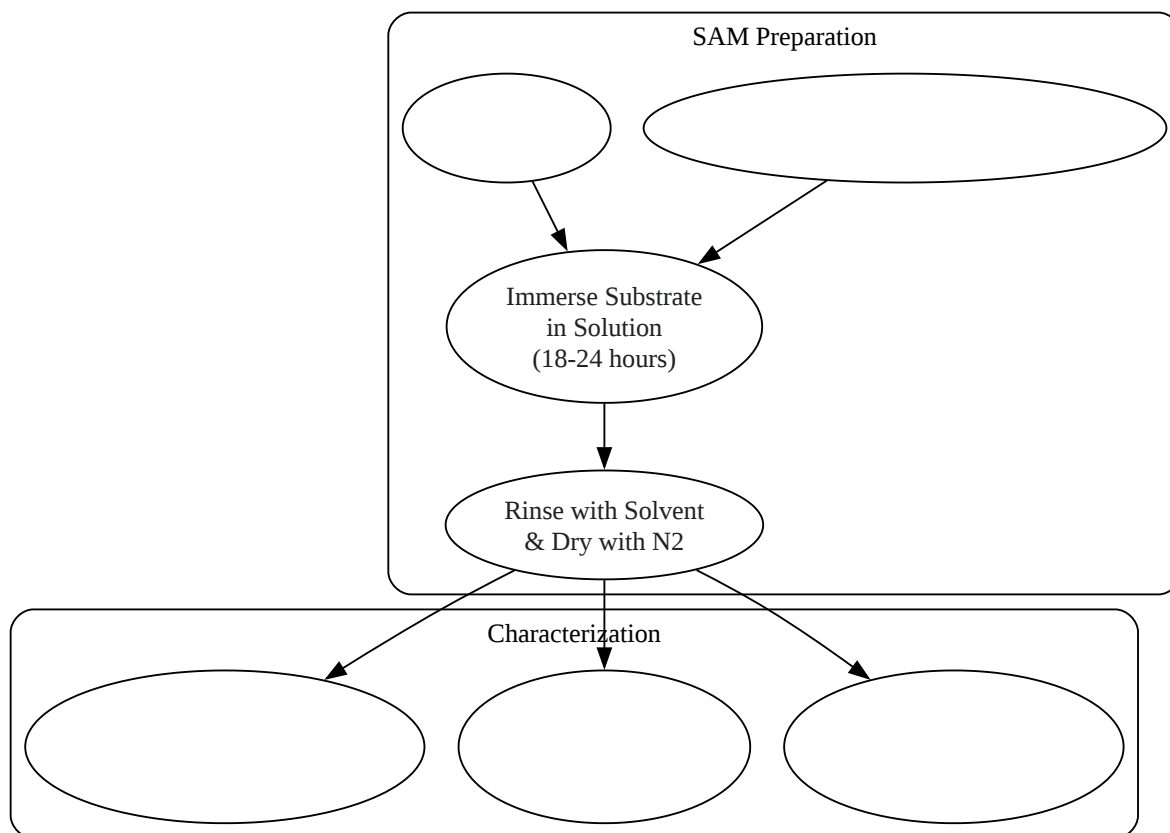 SAM Preparation
Immerse Substrate
in Solution
(18-24 hours)
Rinse with Solvent
& Dry with N2
Characterization